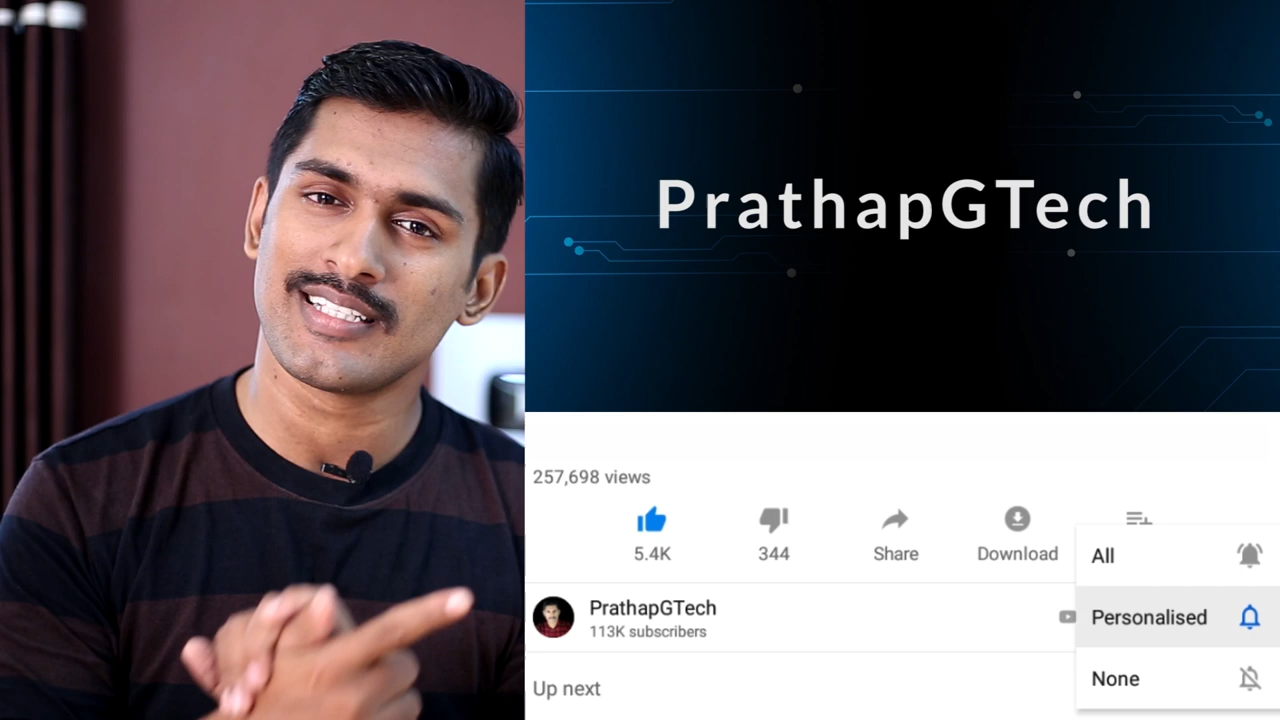 PrathapGTech
257,698 views
5.4K
344
Share
Download
All
PrathapGTech
113K subscribers
Personalised
Up next
None